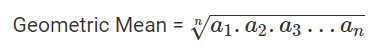 Geometric Mean = ⁿ√a₁. a₂. a₃ . . . aₙ